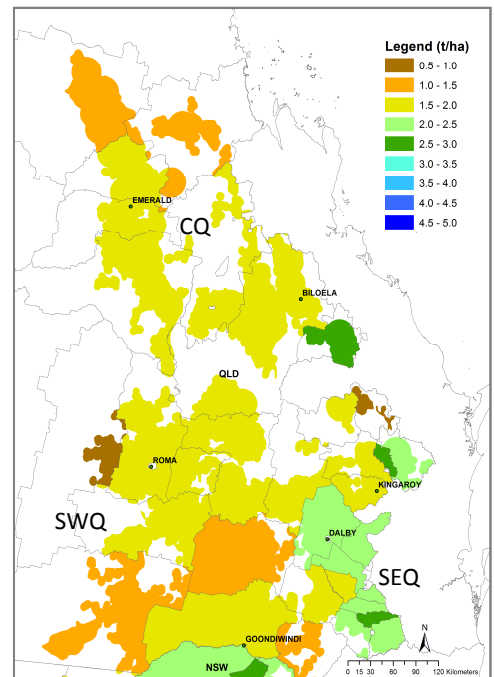 Legend (t/ha)
0.5 - 1.0
1.0 - 1.5
1.5 - 2.0
2.0 - 2.5
2.5 - 3.0
3.0 - 3.5
3.5 - 4.0
4.0 - 4.5
4.5 - 5.0
EMERALD
CQ
BILOELA
QLD
ROMA
KINGAROY
SWQ
DALBY
SEQ
GOONDIWINDI
N
NSW
0 15 30 60 90 120 Kilometers